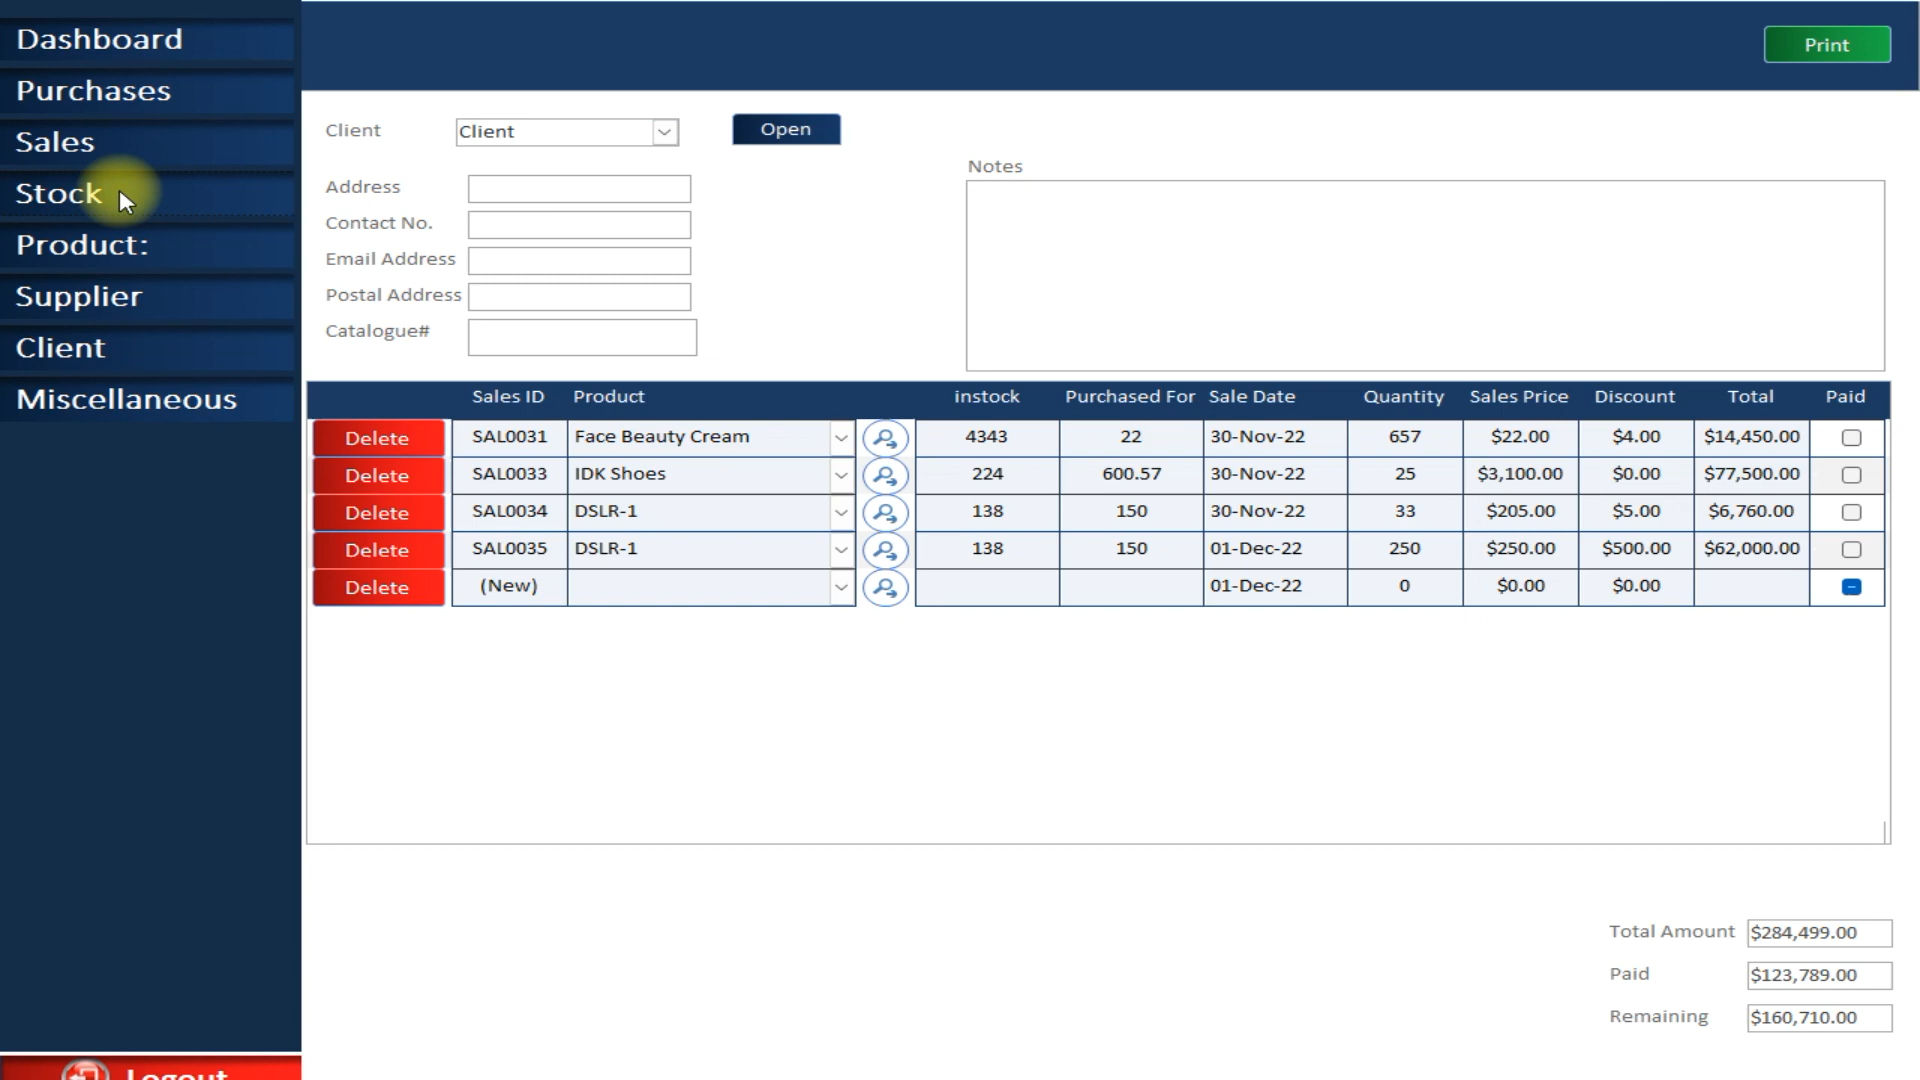 Dashboard
Purchases
Sales
Stock
Product:
Supplier
Client
Miscellaneous
Logout
Print
Client Client Open
Address
Contact No.
Email Address
Postal Address
Catalogue#
Notes
Sales ID Product instock Purchased For Sale Date Quantity Sales Price Discount Total Paid
Delete SAL0031 Face Beauty Cream 4343 22 30-Nov-22 657 $22.00 $4.00 $14,450.00
Delete SAL0033 IDK Shoes 224 600.57 30-Nov-22 25 $3,100.00 $0.00 $77,500.00
Delete SAL0034 DSLR-1 138 150 30-Nov-22 33 $205.00 $5.00 $6,760.00
Delete SAL0035 DSLR-1 138 150 01-Dec-22 250 $250.00 $500.00 $62,000.00
Delete (New) 01-Dec-22 0 $0.00 $0.00
Total Amount $284,499.00
Paid $123,789.00
Remaining $160,710.00